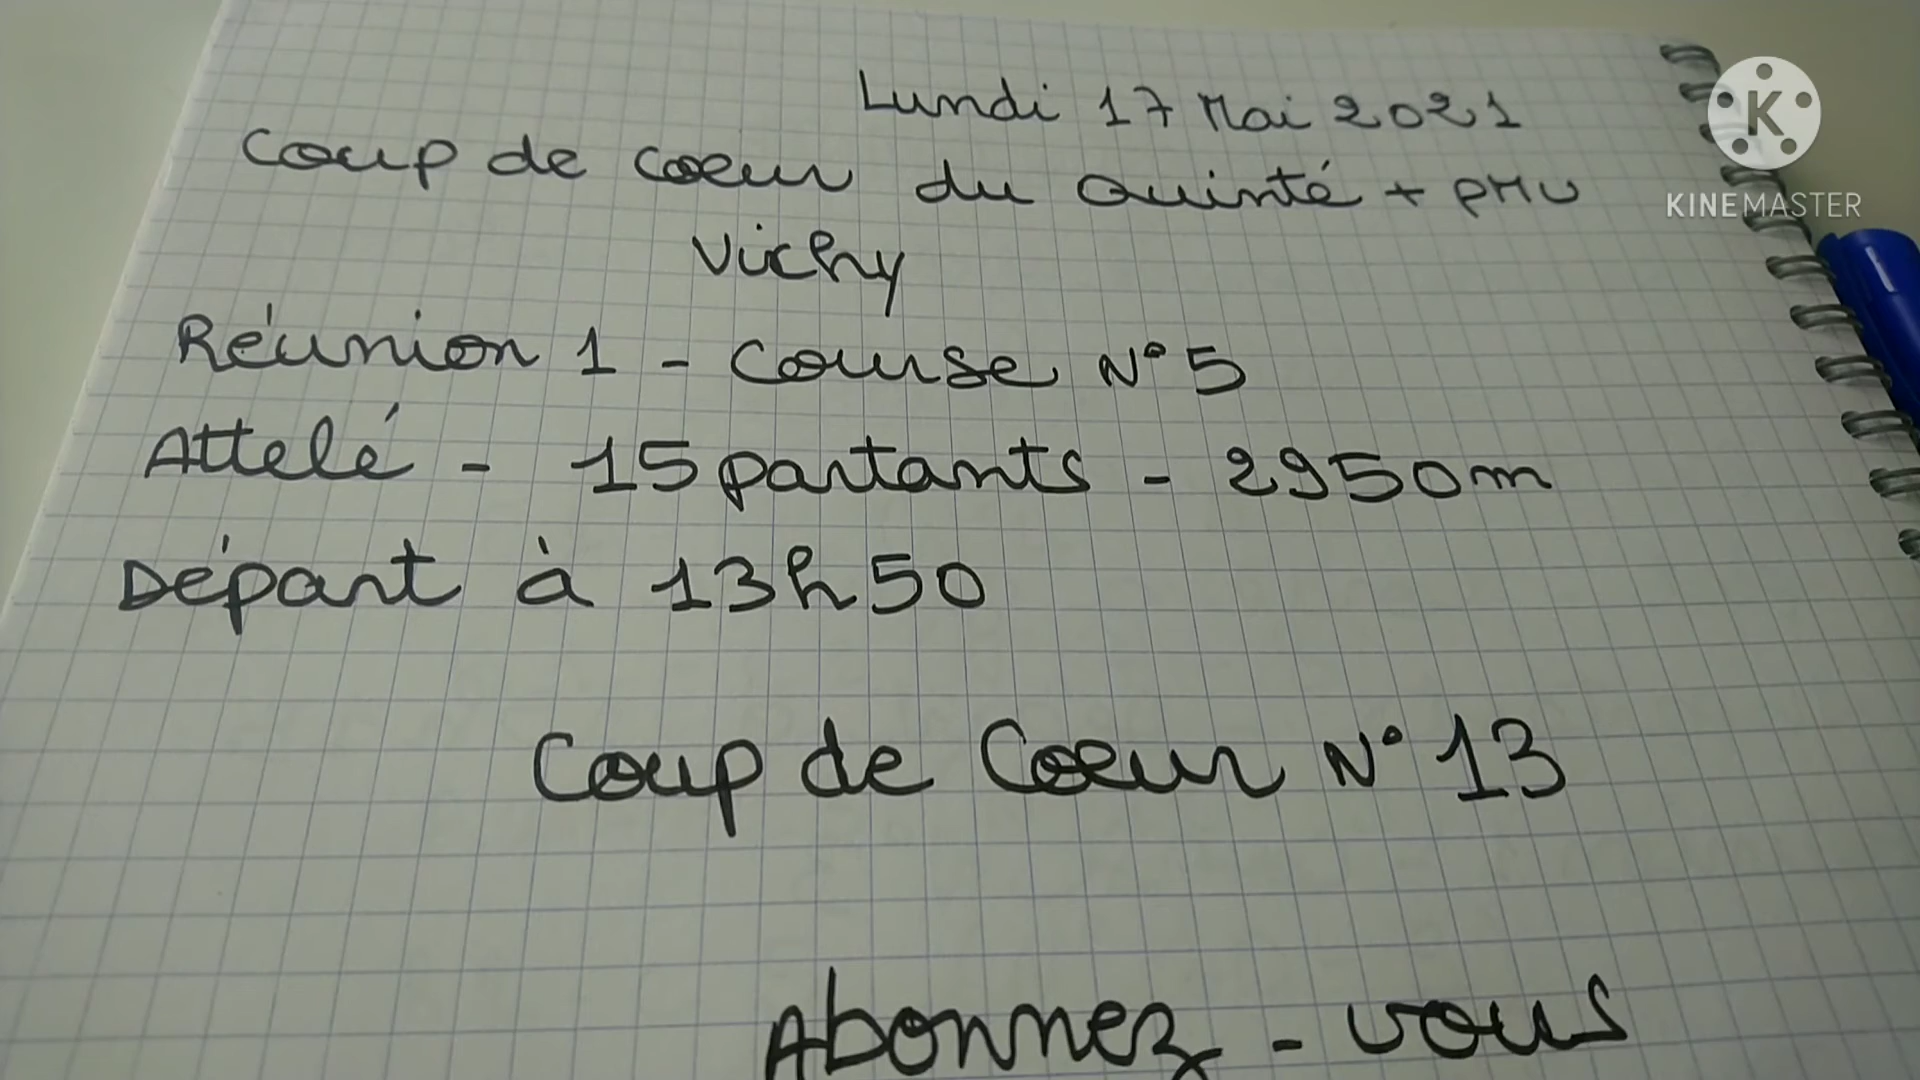 Lundi 17 Mai 2021
Coup de coeur du Quinté + PMU
Vichy
Réunion 1 - Course N° 5
Attelé - 15 partants - 2950m
Départ à 13h50
Coup de Coeur N° 13
Abonnez-vous
K
KINEMASTER